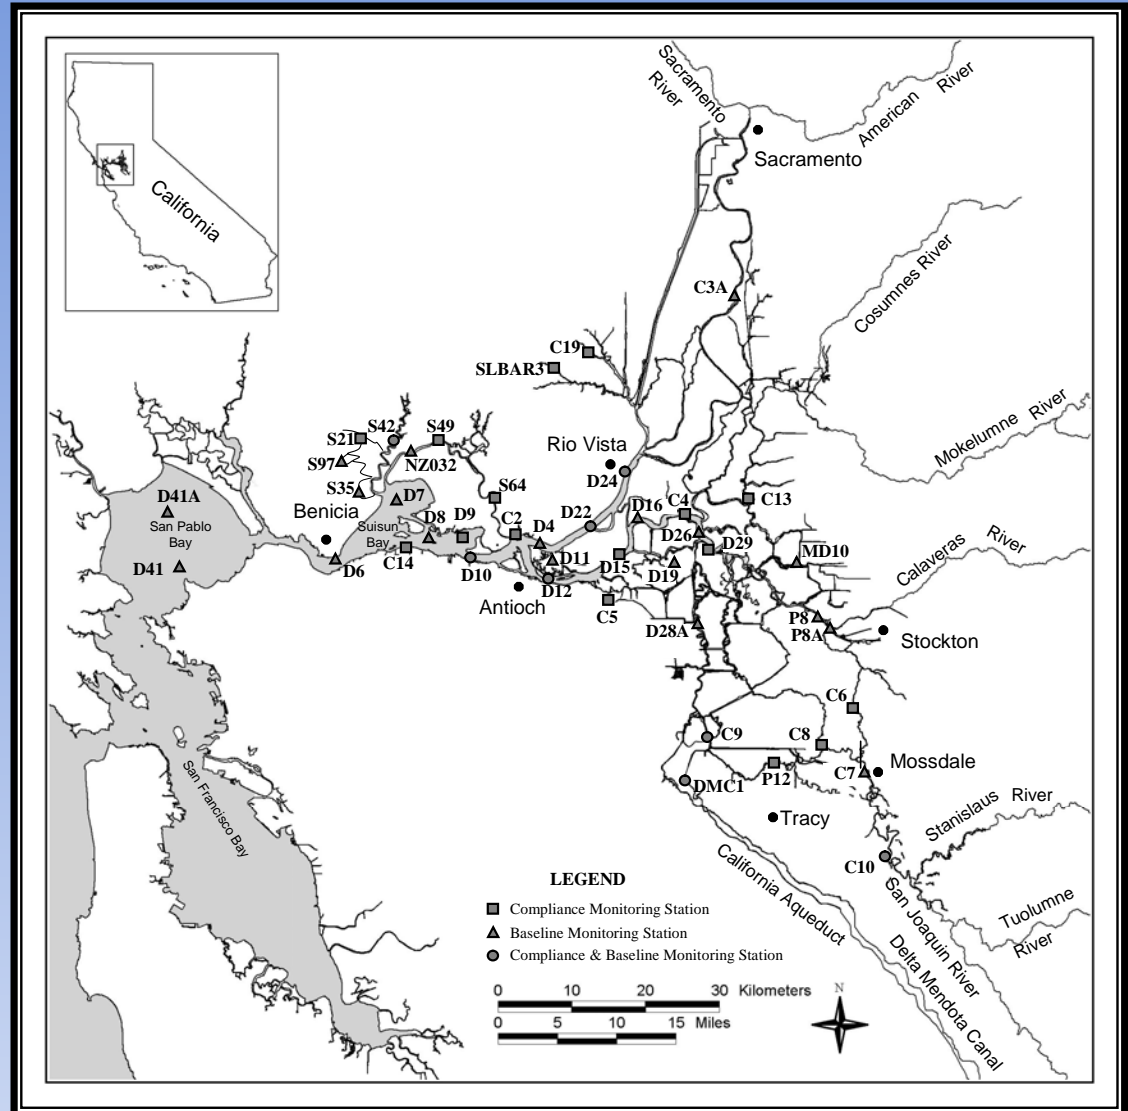 Sacramento
River
American River
Sacramento
California
Cosumnes River
C3A
C19
SLBAR3
Mokelumne River
S21
S42
S49
Rio Vista
S97
NZ032
D24
S35
D7
S64
C13
D41A
San Pablo
Bay
Benicia
Suisun
Bay
D8
D9
C2
D4
D22
D16
C4
D26
D29
MD10
Calaveras River
D41
D6
C14
D10
D11
D12
D15
D19
Antioch
C5
D28A
P8
P8A
Stockton
C6
C9
C8
C7
Mossdale
San Francisco Bay
DMC1
P12
Tracy
Stanislaus River
C10
California Aqueduct
San Joaquin River
Tuolumne
River
Delta Mendota Canal
LEGEND
Compliance Monitoring Station
Baseline Monitoring Station
Compliance & Baseline Monitoring Station
0 10 20 30 Kilometers
0 5 10 15 Miles
N